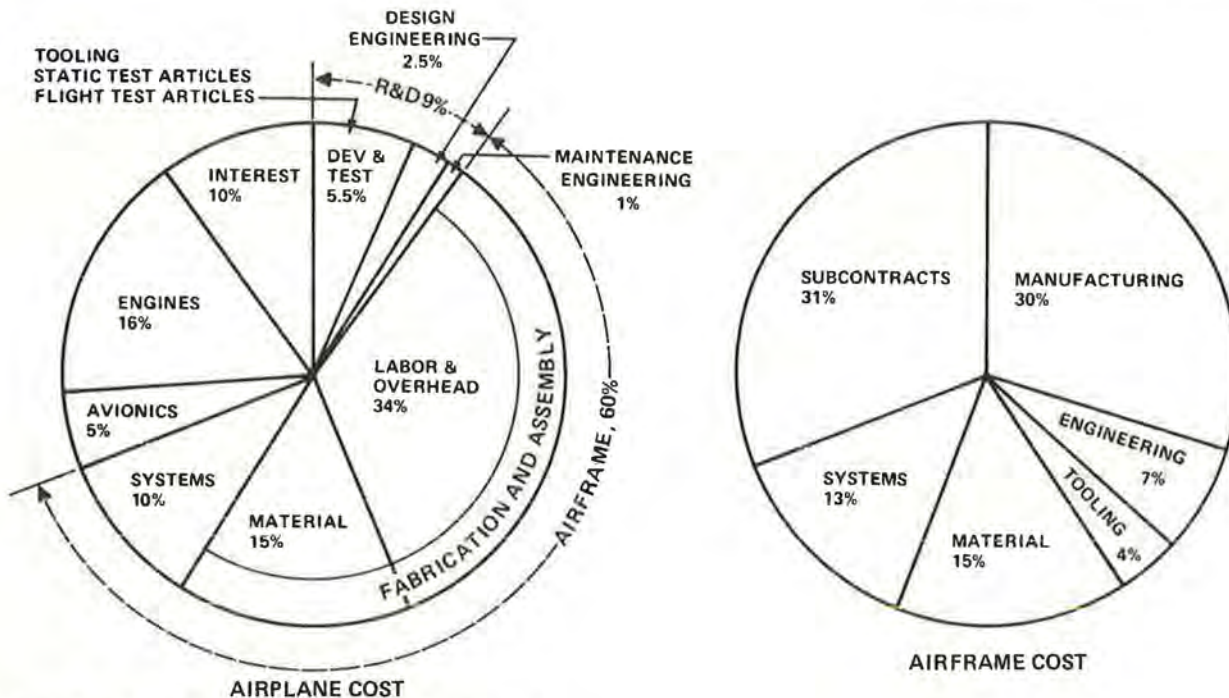 DESIGN
ENGINEERING
2.5%
TOOLING
STATIC TEST ARTICLES
FLIGHT TEST ARTICLES
R&D 9%
DEV &
TEST
5.5%
MAINTENANCE
ENGINEERING
1%
INTEREST
10%
ENGINES
16%
AVIONICS
5%
SYSTEMS
10%
MATERIAL
15%
LABOR &
OVERHEAD
34%
FABRICATION AND ASSEMBLY
AIRFRAME, 60%
AIRPLANE COST
SUBCONTRACTS
31%
MANUFACTURING
30%
ENGINEERING
7%
TOOLING
4%
SYSTEMS
13%
MATERIAL
15%
AIRFRAME COST